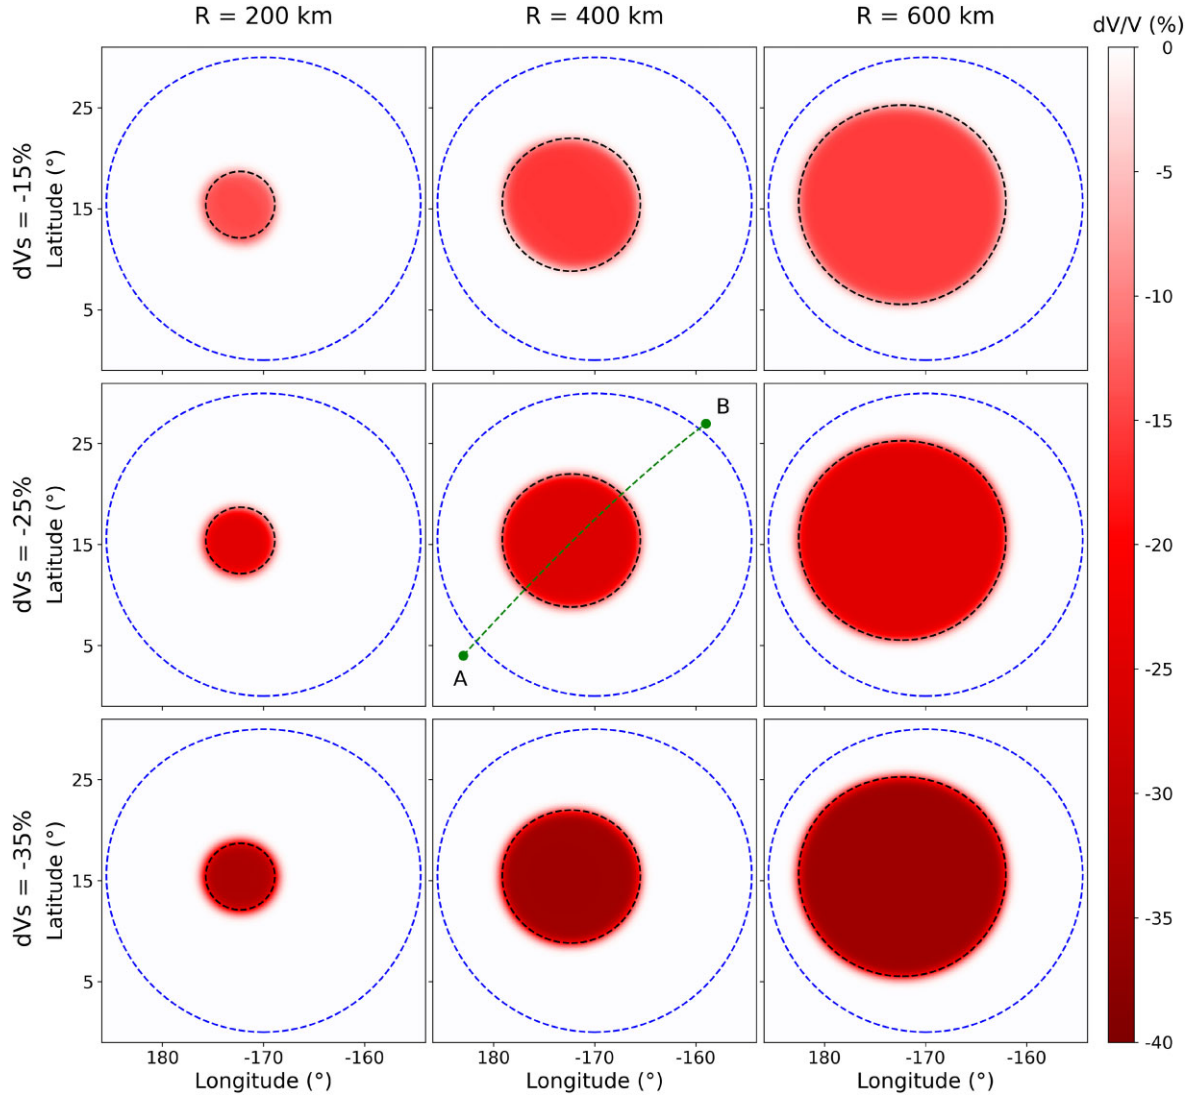 R = 200 km
R = 400 km
R = 600 km
dV/V (%)
dVs = -15%
Latitude (°)
25
15
5
dVs = -25%
Latitude (°)
25
15
5
B
A
dVs = -35%
Latitude (°)
25
15
5
180 -170 -160
180 -170 -160
180 -170 -160
Longitude (°)
Longitude (°)
Longitude (°)
0
-5
-10
-15
-20
-25
-30
-35
-40